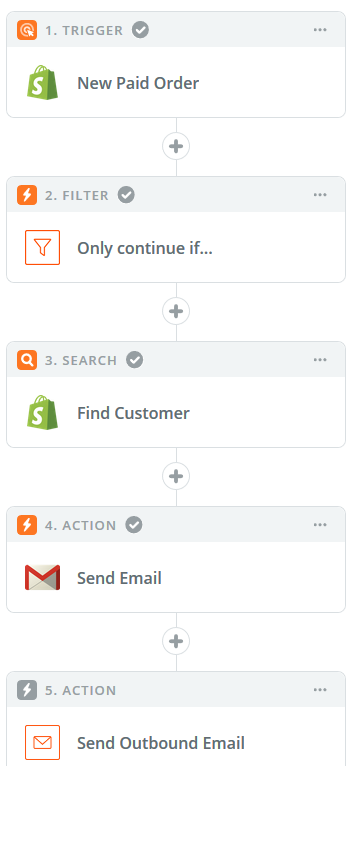 1. TRIGGER
New Paid Order
2. FILTER
Only continue if...
3. SEARCH
Find Customer
4. ACTION
Send Email
5. ACTION
Send Outbound Email